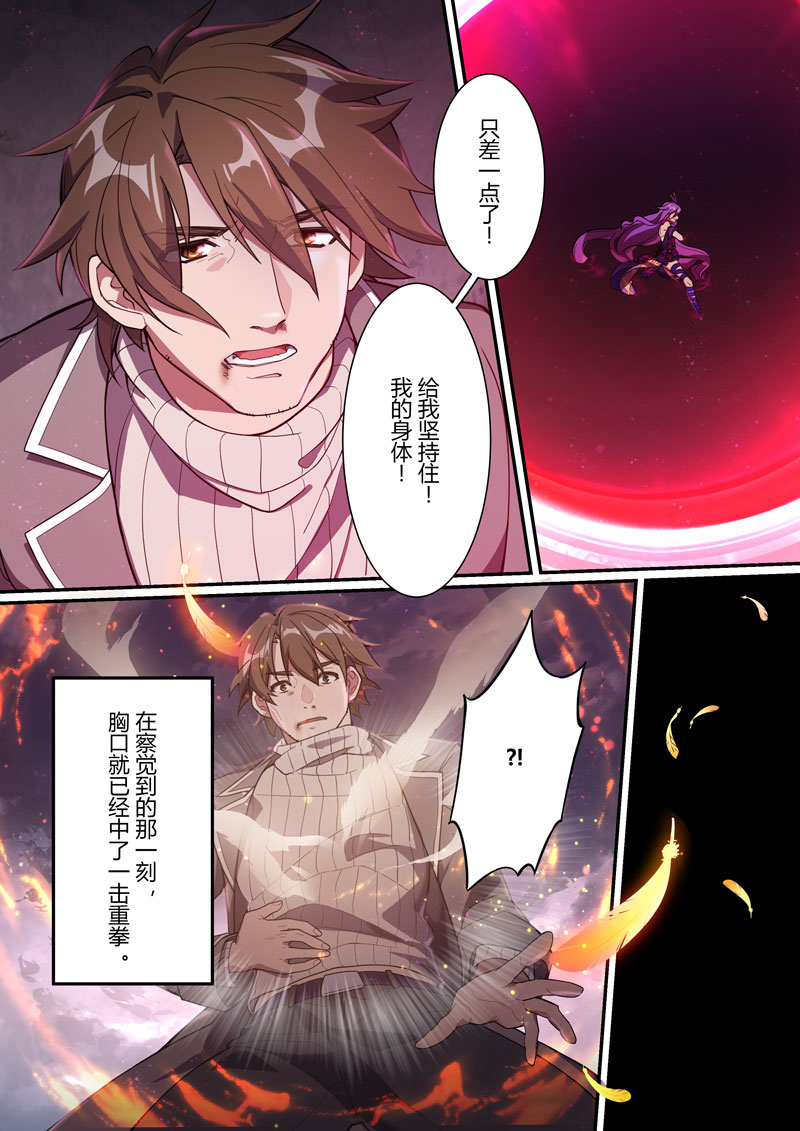 只差一点了！
给我坚持住！
我的身体！
?!
在察觉到的那一刻，
胸口就已经中了一击重拳。